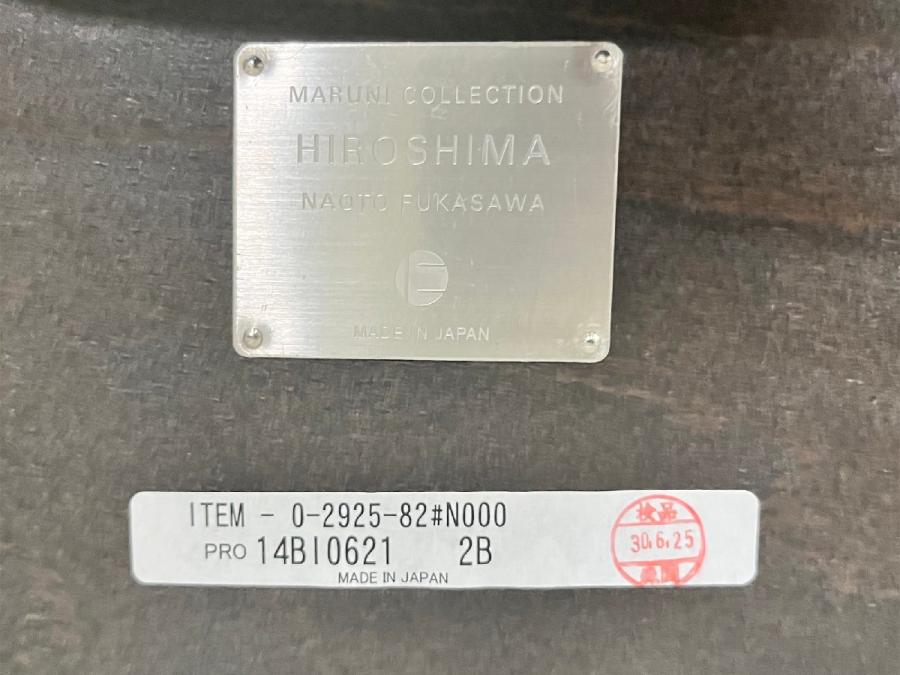 MARUNI COLLECTION
HIROSHIMA
NAOTO FUKASAWA
MADE IN JAPAN
ITEM - 0-2925-82#N000
PRO 14BI0621 2B
MADE IN JAPAN
検品
30.6.25